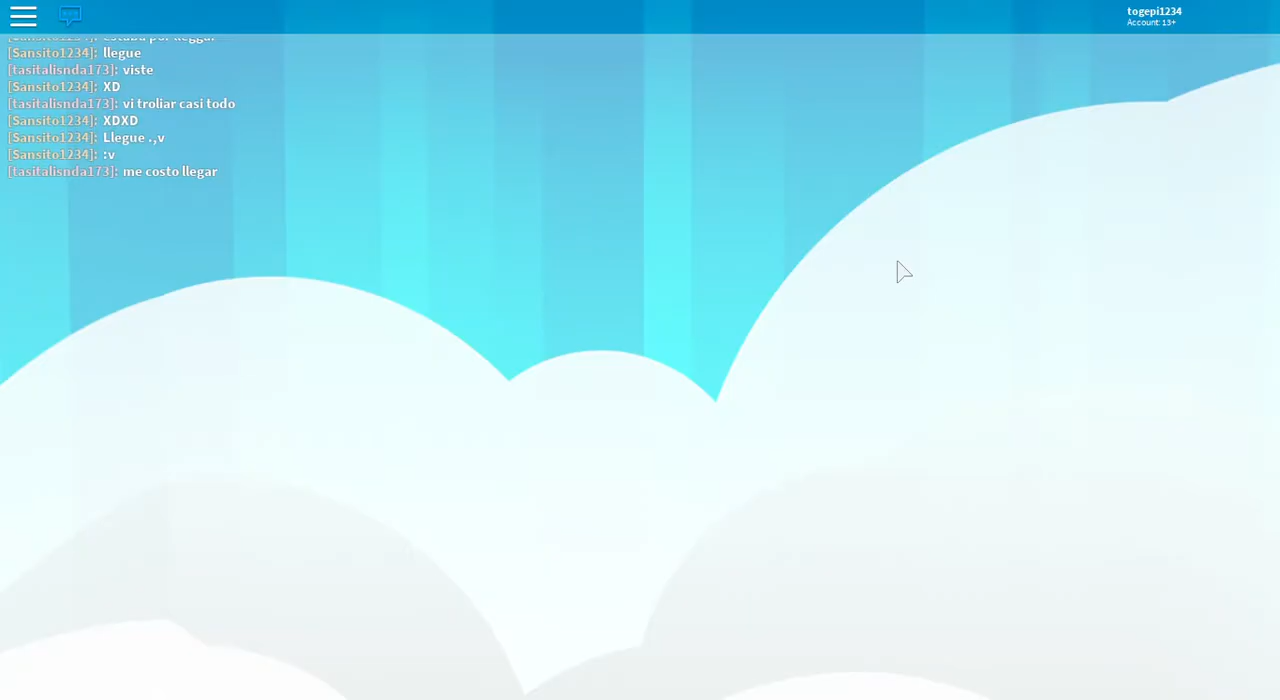 togepi1234
Account: 13+
[Sansito1234]: llegue
[tasitalisnda173]: viste
[Sansito1234]: XD
[tasitalisnda173]: vi troliar casi todo
[Sansito1234]: XDXD
[Sansito1234]: Llegue .,v
[Sansito1234]: :v
[tasitalisnda173]: me costo llegar